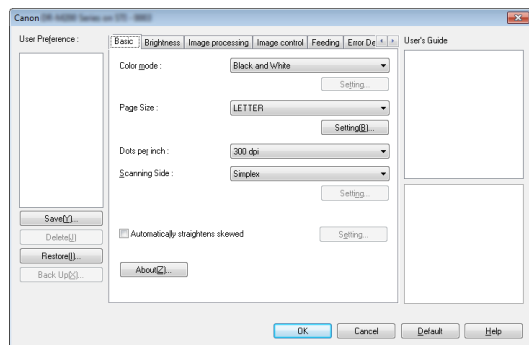 Canon
User Preference :
Basic
Brightness
Image processing
Image control
Feeding
Error De
User's Guide
Color mode :
Black and White
Setting...
Page Size :
LETTER
Setting(B)...
Dots per inch :
300 dpi
Scanning Side :
Simplex
Setting...
Save(Y)...
Delete(J)
Restore(I)...
Back Up(X)...
Automatically straightens skewed
Setting...
About(Z)...
OK
Cancel
Default
Help